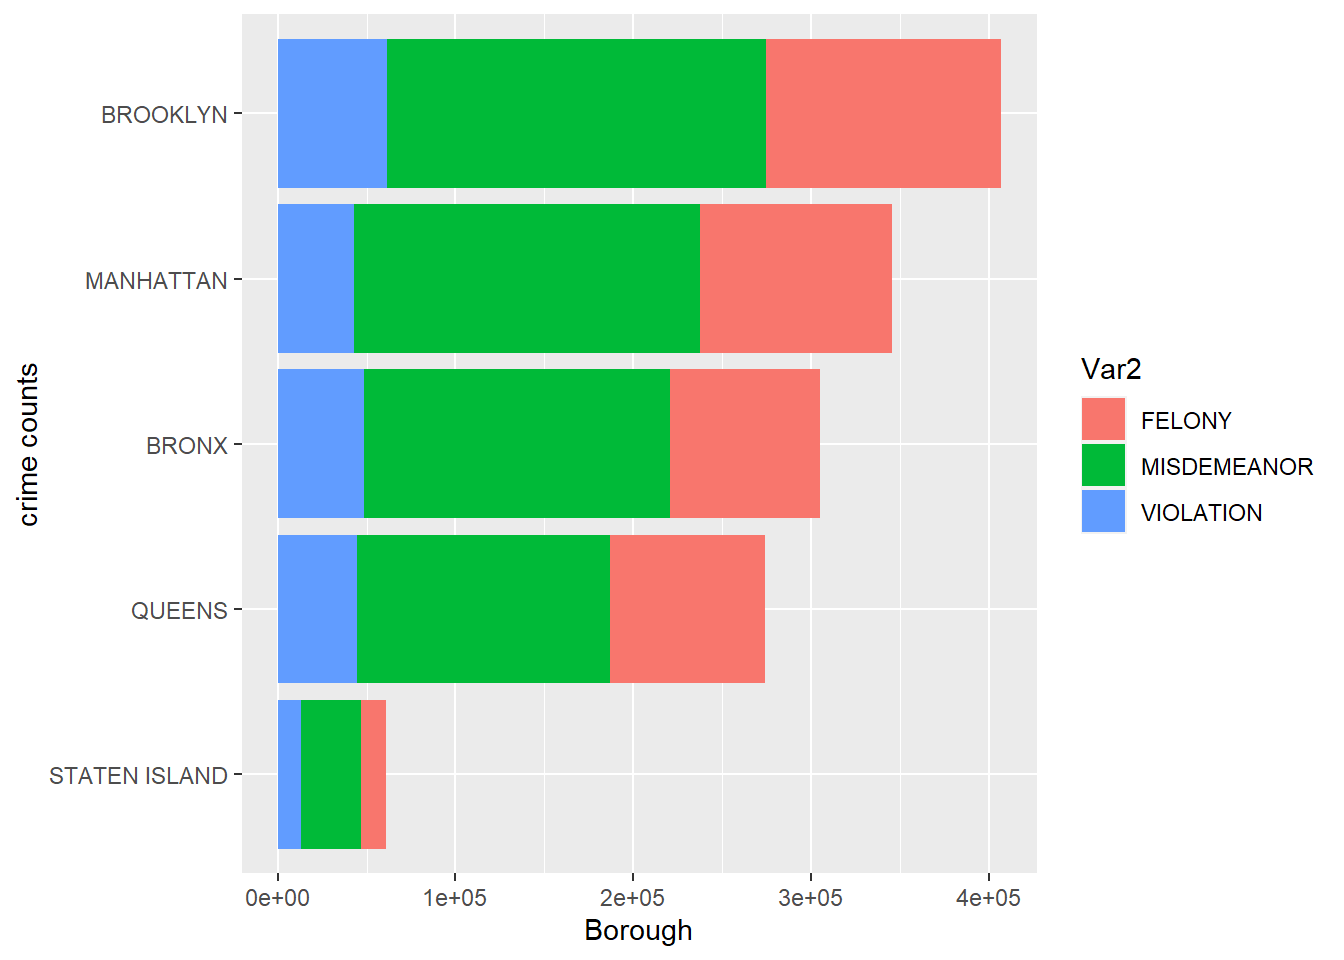 BROOKLYN
MANHATTAN
BRONX
QUEENS
STATEN ISLAND
crime counts
0e+00 1e+05 2e+05 3e+05 4e+05
Borough
Var2
FELONY
MISDEMEANOR
VIOLATION